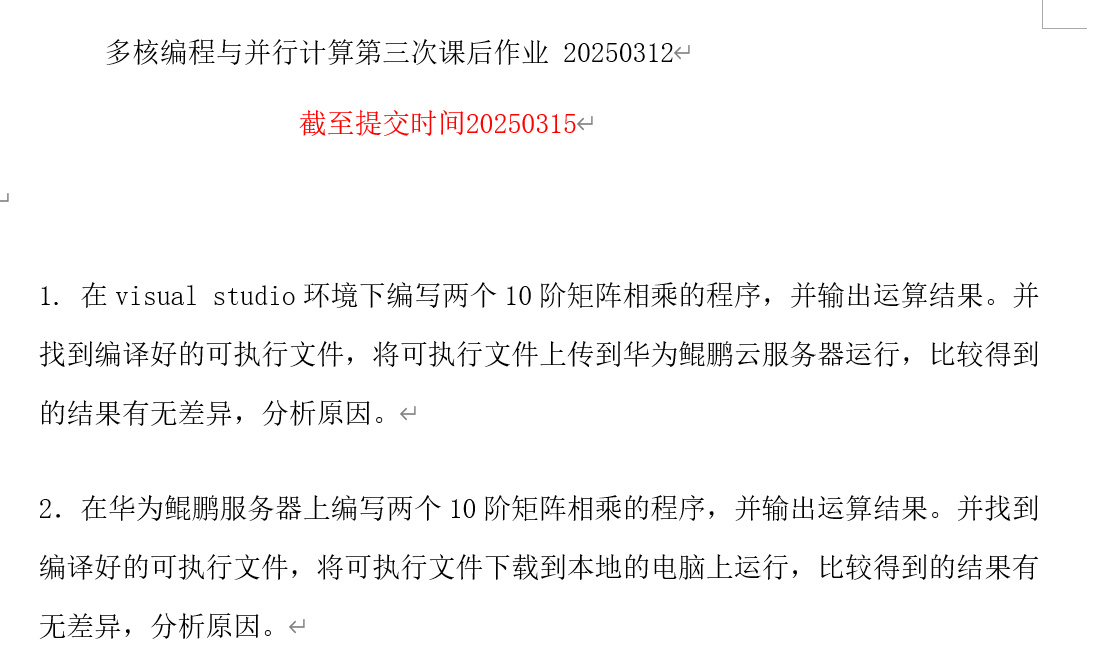 多核编程与并行计算第三次课后作业 20250312
截至提交时间20250315
1. 在 visual studio 环境下编写两个 10 阶矩阵相乘的程序，并输出运算结果。并
找到编译好的可执行文件，将可执行文件上传到华为鲲鹏云服务器运行，比较得到
的结果有无差异，分析原因。
2. 在华为鲲鹏服务器上编写两个 10 阶矩阵相乘的程序，并输出运算结果。并找到
编译好的可执行文件，将可执行文件下载到本地的电脑上运行，比较得到的结果有
无差异，分析原因。